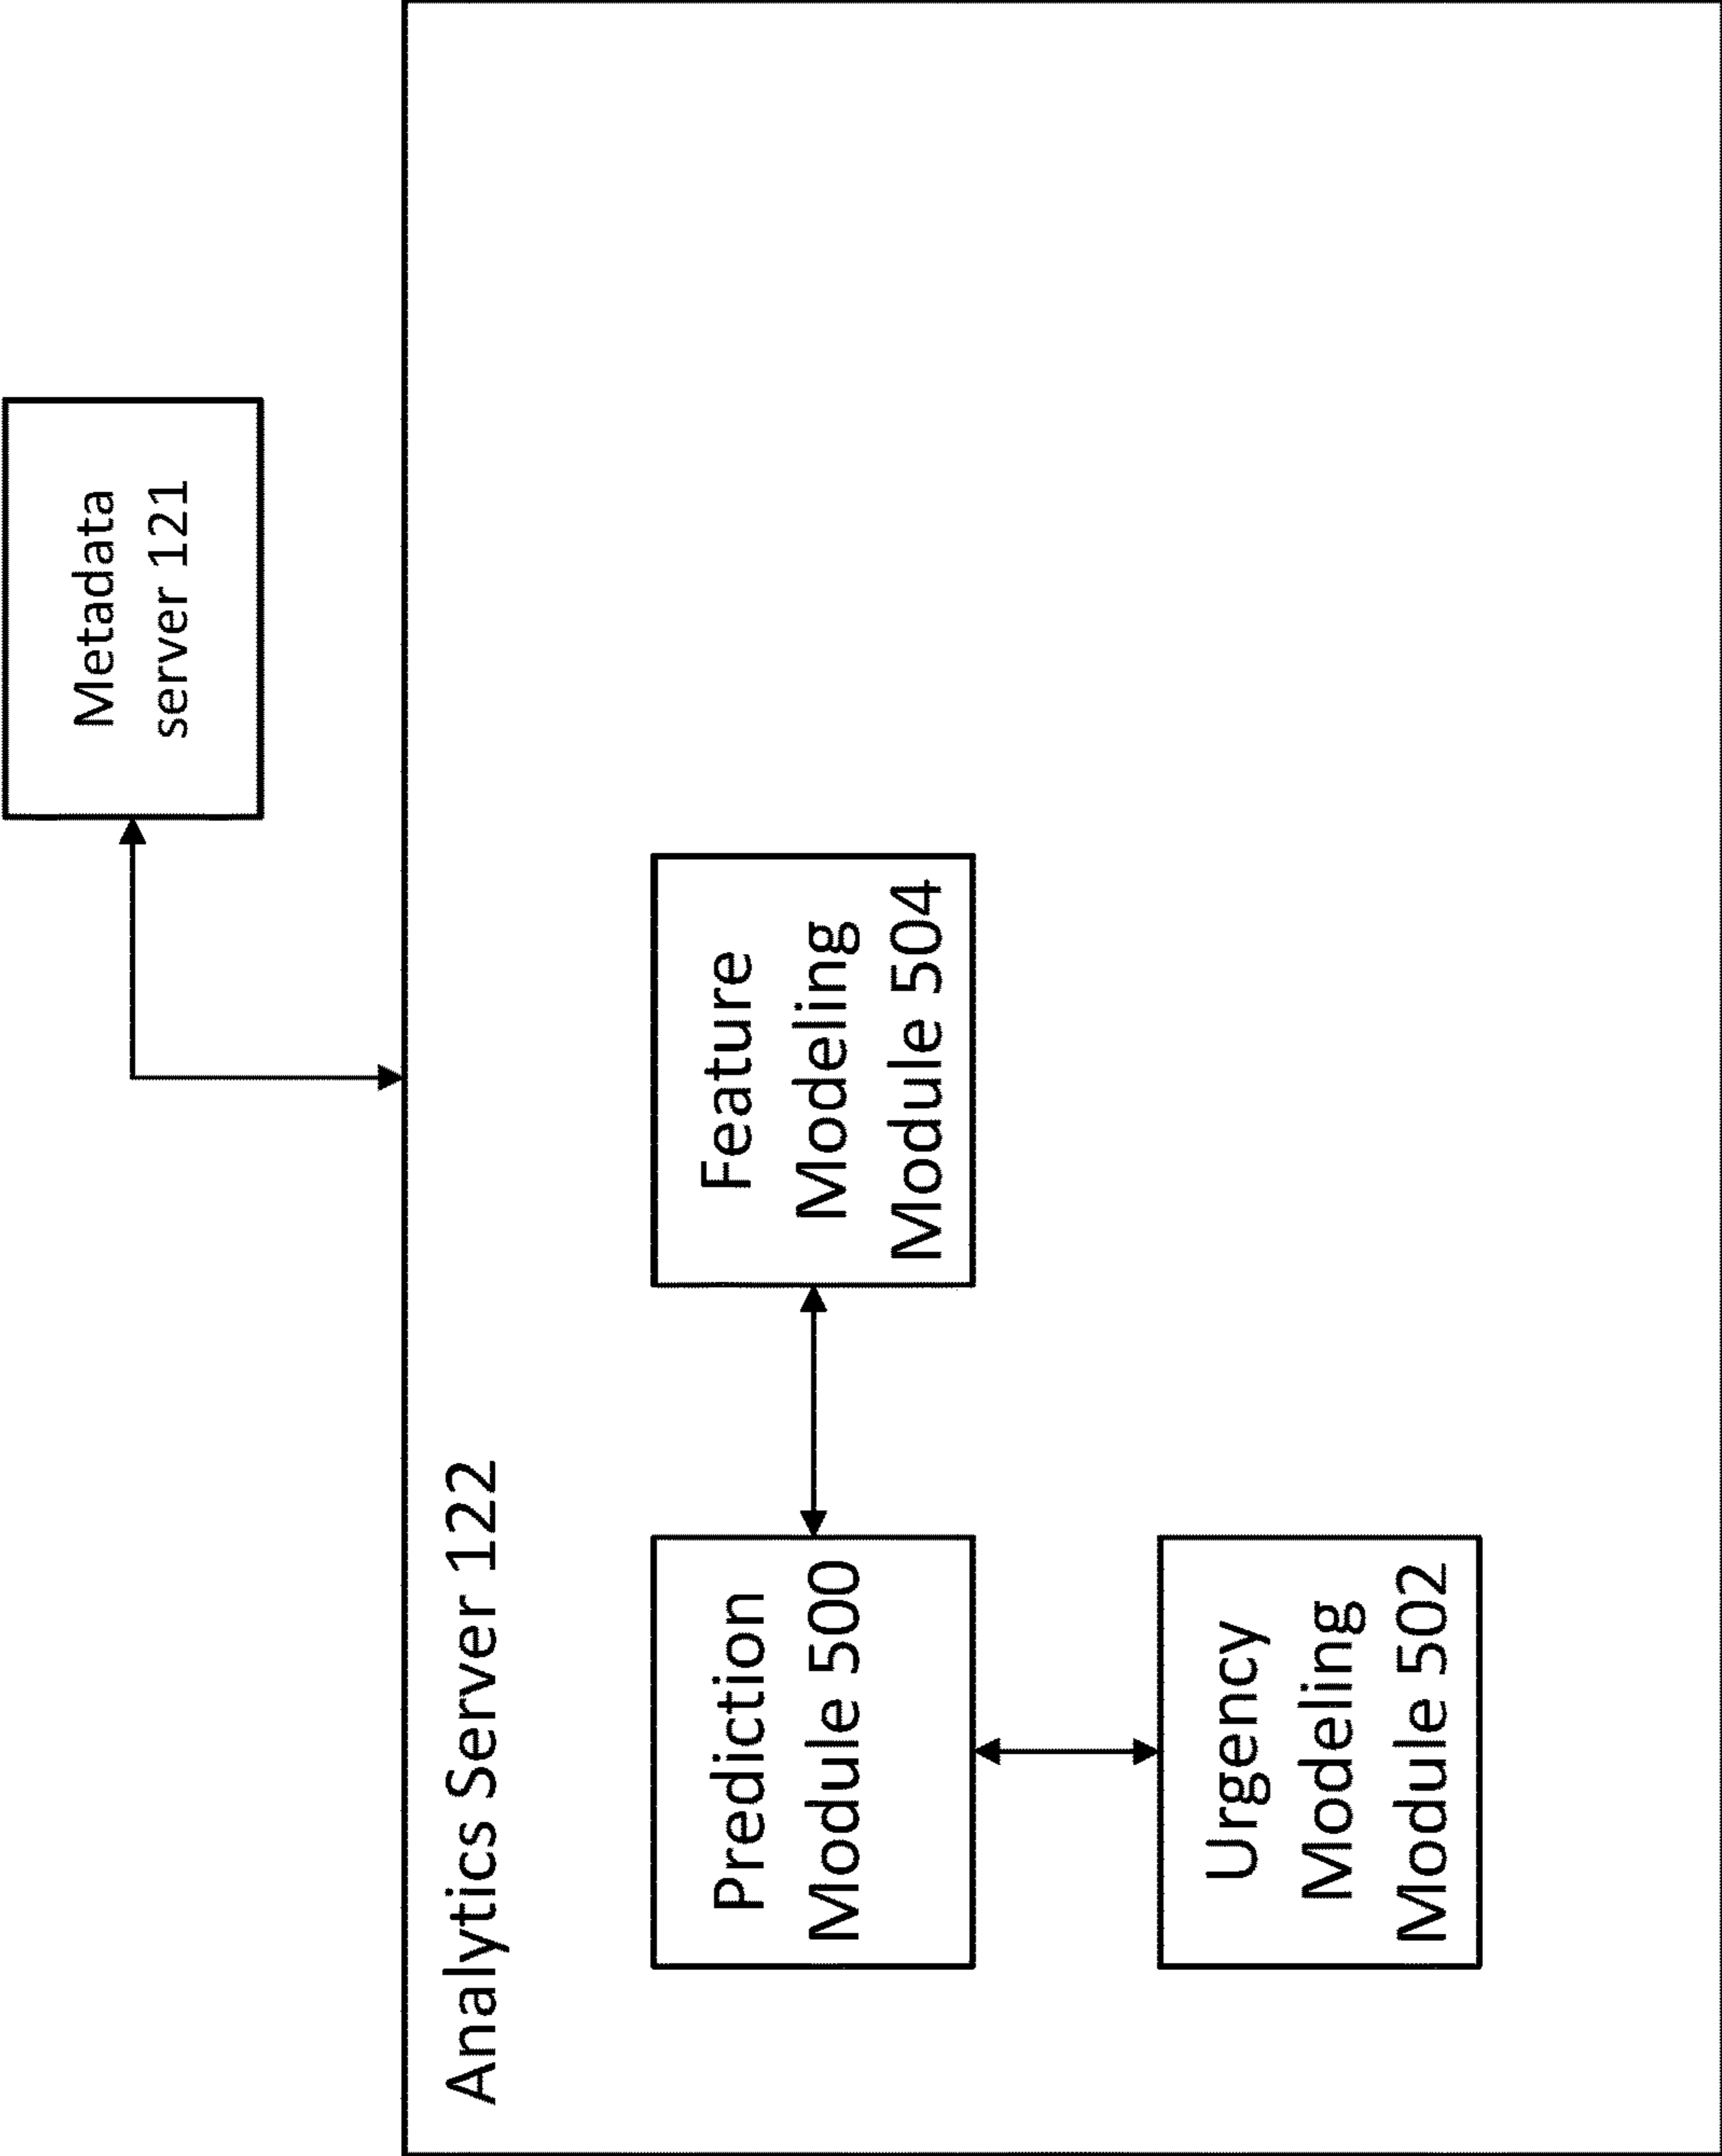 Metadata
server 121
Analytics Server 122
Prediction
Module 500
Feature
Modeling
Module 504
Urgency
Modeling
Module 502